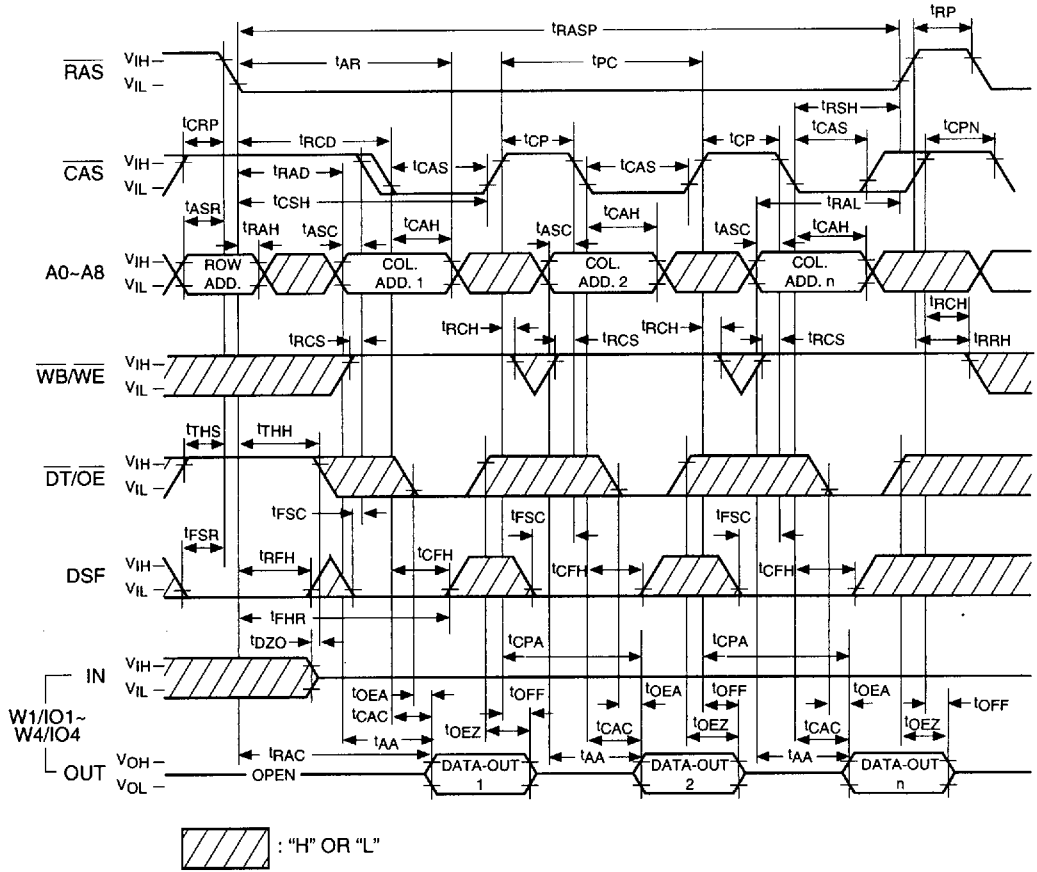 tRASP
tRP
tAR
tPC
RAS
VIH
VIL
tRSH
tCRP
tRCD
tCP
tCP
tCAS
tCPN
CAS
VIH
VIL
tRAD
tCAS
tCAS
tCSH
tRAL
tASR
tRAH
tASC
tCAH
tASC
tCAH
tASC
tCAH
A0~A8
VIH
VIL
ROW ADD.
COL. ADD. 1
COL. ADD. 2
COL. ADD. n
tRCH
tRCS
tRCH
tRCS
tRCH
tRCS
tRRH
WB/WE
VIH
VIL
tTHS
tTHH
DT/OE
VIH
VIL
tFSC
tFSC
tFSC
tFSR
tRFH
tCFH
tCFH
tCFH
DSF
VIH
VIL
tFHR
tDZO
tCPA
tCPA
IN
VIH
VIL
W1/IO1~
W4/IO4
tOEA
tOFF
tOEA
tOFF
tOEA
tOFF
tCAC
tOEZ
tCAC
tOEZ
tCAC
tOEZ
tRAC
tAA
tAA
tAA
OUT
VOH
VOL
OPEN
DATA-OUT 1
DATA-OUT 2
DATA-OUT n
: "H" OR "L"